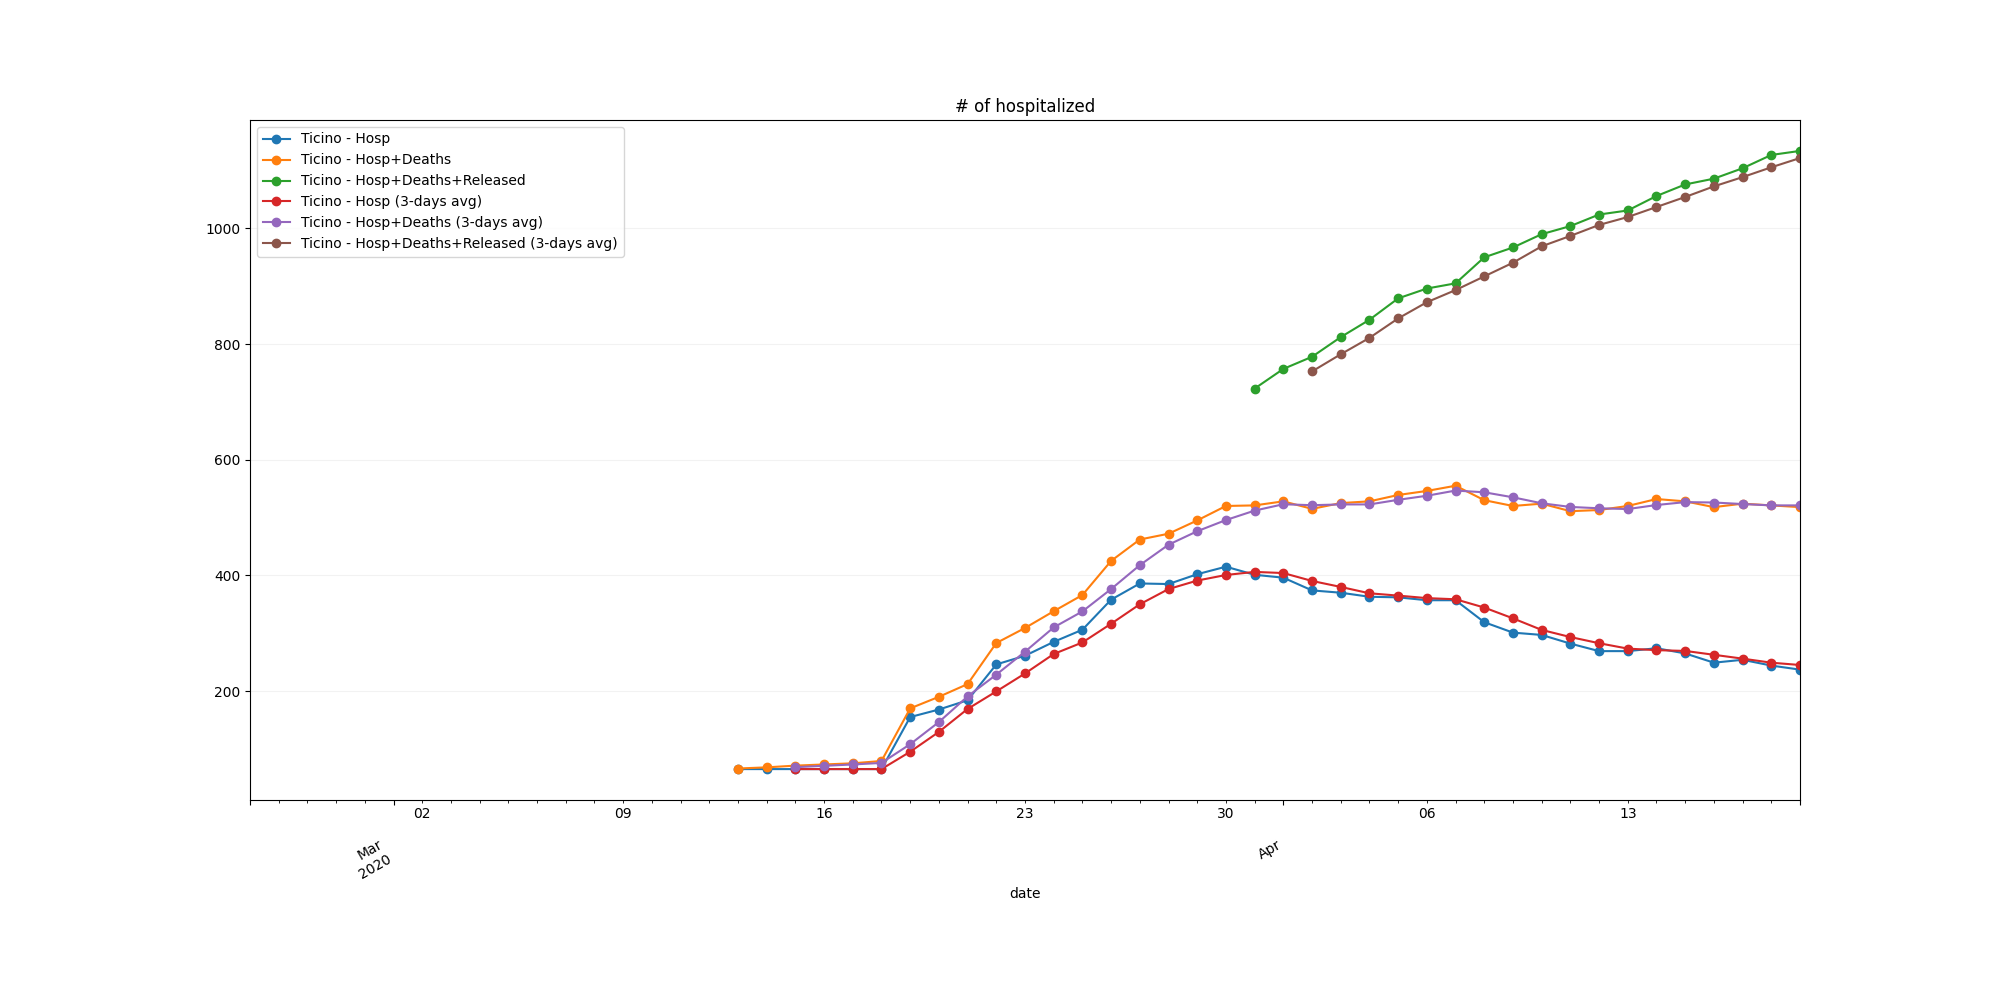 # of hospitalized
Ticino - Hosp
Ticino - Hosp+Deaths
Ticino - Hosp+Deaths+Released
Ticino - Hosp (3-days avg)
Ticino - Hosp+Deaths (3-days avg)
Ticino - Hosp+Deaths+Released (3-days avg)
1000
800
600
400
200
02 09 16 23 30 06 13
Mar Apr
2020
date